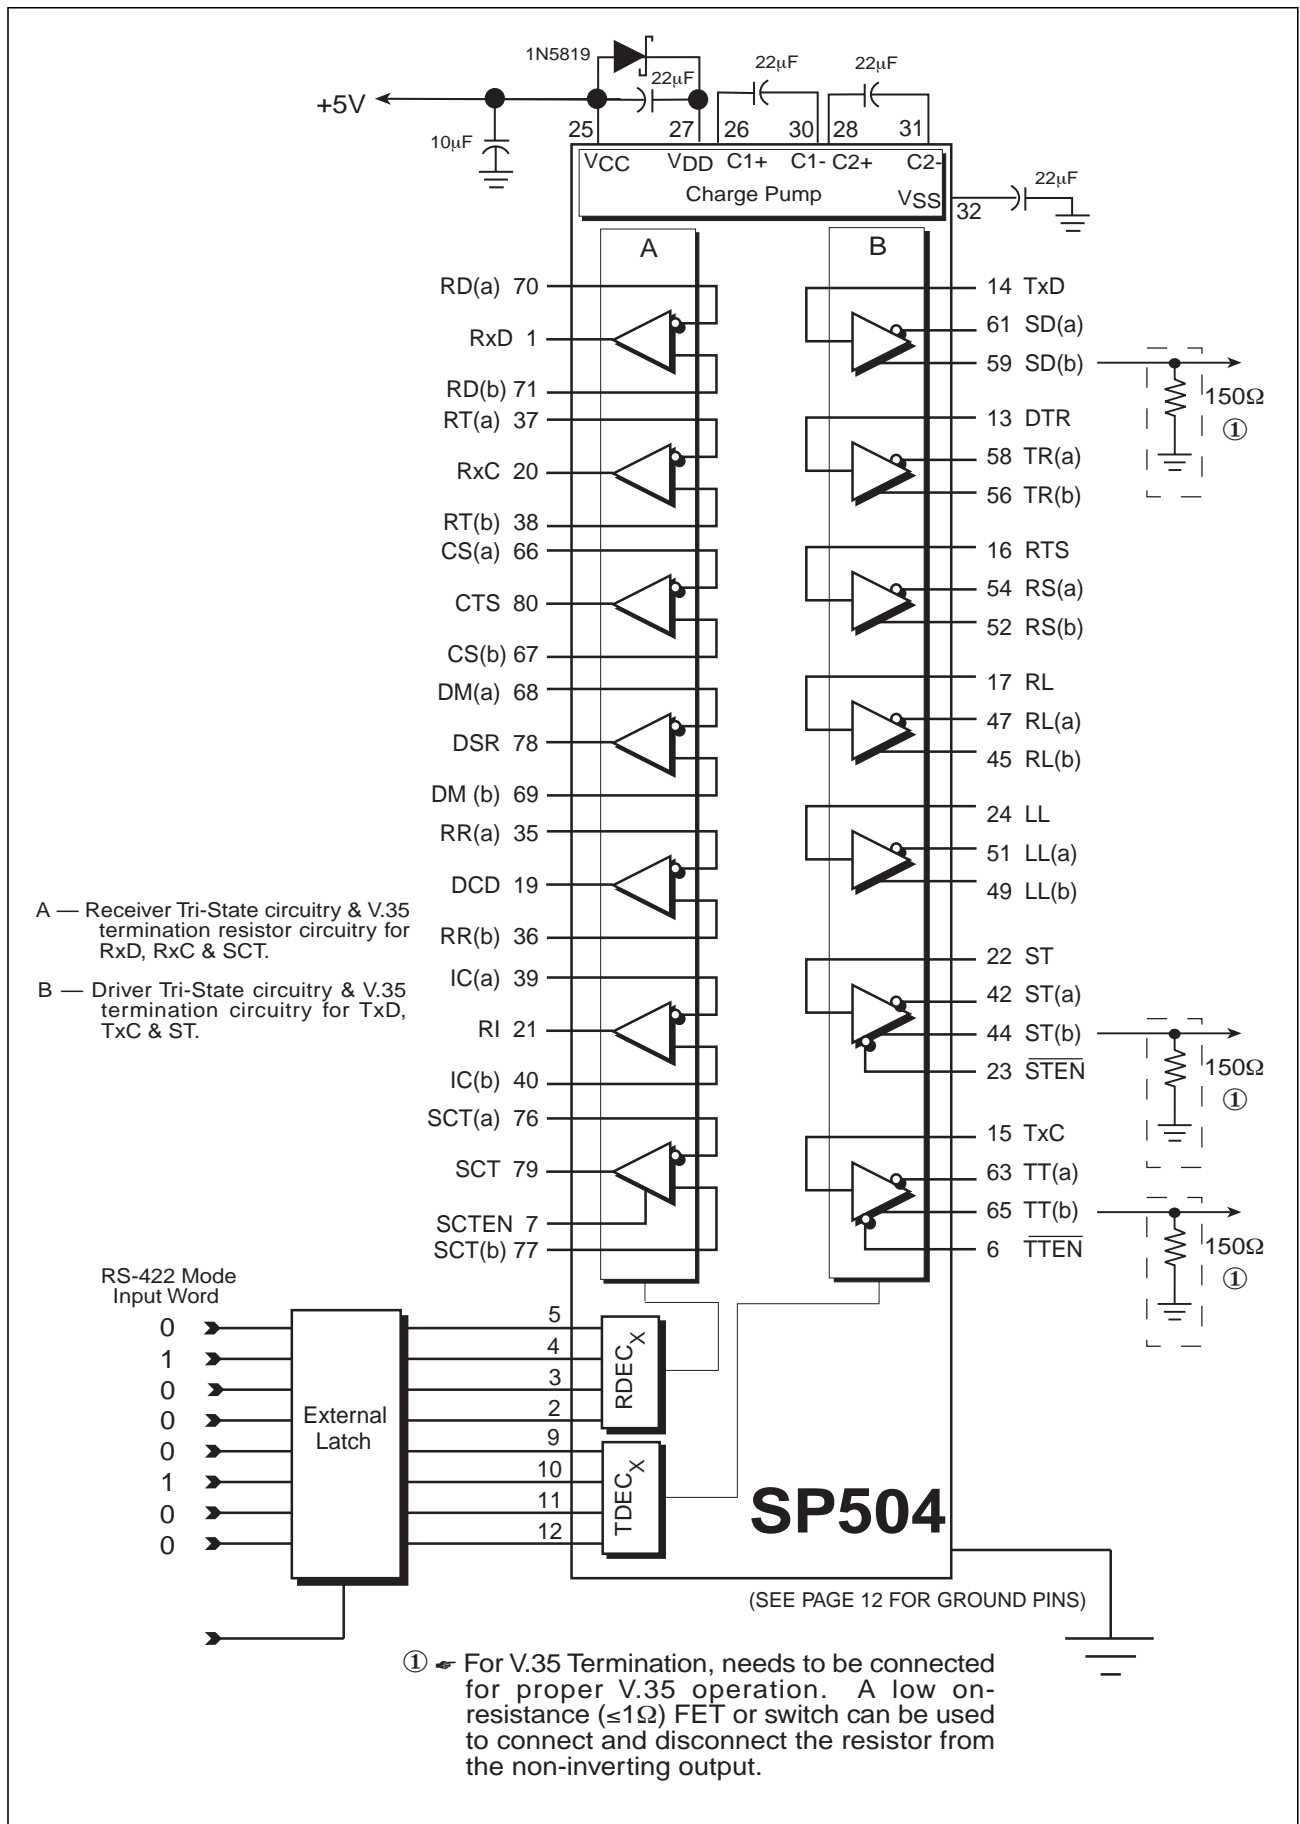 1N5819
22µF
22µF
22µF
+5V
10µF
25
27
26
30
28
31
VCC
VDD
C1+
C1-
C2+
C2-
Charge Pump
VSS
32
22µF
A
B
RD(a) 70
RxD 1
RD(b) 71
RT(a) 37
RxC 20
RT(b) 38
CS(a) 66
CTS 80
CS(b) 67
DM(a) 68
DSR 78
DM (b) 69
RR(a) 35
DCD 19
RR(b) 36
IC(a) 39
RI 21
IC(b) 40
SCT(a) 76
SCT 79
SCTEN 7
SCT(b) 77
14 TxD
61 SD(a)
59 SD(b)
150Ω
①
13 DTR
58 TR(a)
56 TR(b)
16 RTS
54 RS(a)
52 RS(b)
17 RL
47 RL(a)
45 RL(b)
24 LL
51 LL(a)
49 LL(b)
22 ST
42 ST(a)
44 ST(b)
23 STEN
150Ω
①
15 TxC
63 TT(a)
65 TT(b)
6 TTEN
150Ω
①
A — Receiver Tri-State circuitry & V.35
termination resistor circuitry for
RxD, RxC & SCT.
B — Driver Tri-State circuitry & V.35
termination circuitry for TxD,
TxC & ST.
RS-422 Mode
Input Word
0
1
0
0
0
1
0
0
External
Latch
5
4
3
2
9
10
11
12
RDECX
TDECX
SP504
(SEE PAGE 12 FOR GROUND PINS)
① ☛ For V.35 Termination, needs to be connected
for proper V.35 operation. A low on-
resistance (≤1Ω) FET or switch can be used
to connect and disconnect the resistor from
the non-inverting output.